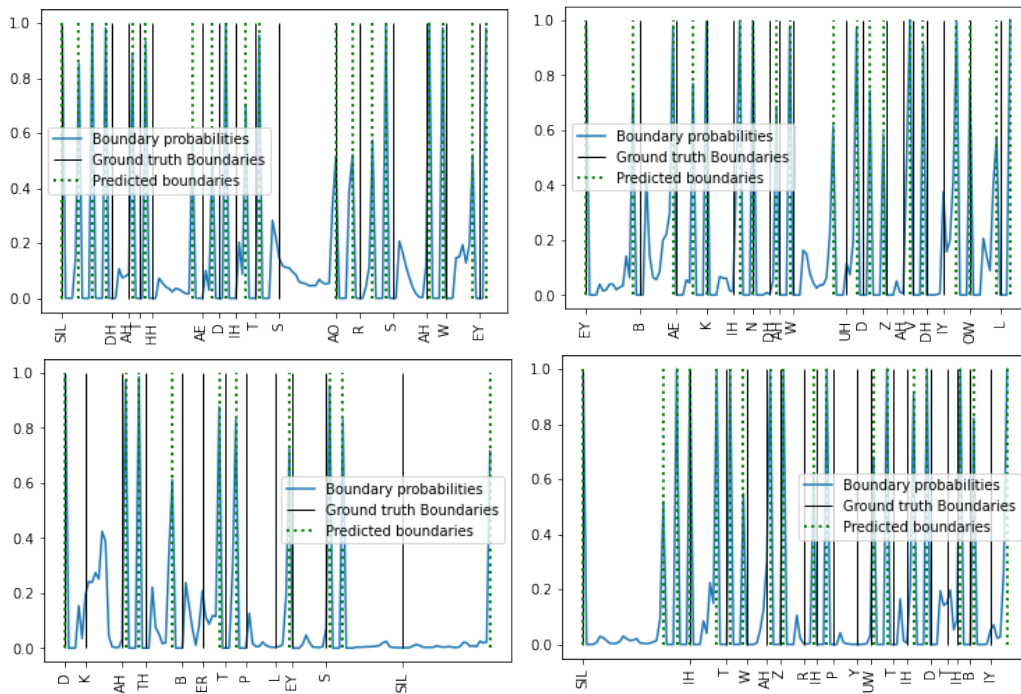 1.0
0.8
0.6
0.4
0.2
0.0
Boundary probabilities
Ground truth Boundaries
Predicted boundaries
SIL DH AH T HH AE D IH T S AO R S AH W EY
1.0
0.8
0.6
0.4
0.2
0.0
Boundary probabilities
Ground truth Boundaries
Predicted boundaries
EY B AE K IH N DH AH W UH D Z AH V DH IY OW L
1.0
0.8
0.6
0.4
0.2
0.0
Boundary probabilities
Ground truth Boundaries
Predicted boundaries
D K AH TH B ER T P L EY S SIL
1.0
0.8
0.6
0.4
0.2
0.0
Boundary probabilities
Ground truth Boundaries
Predicted boundaries
SIL IH T W AH Z R IH P Y UW T IH D T IH B IY